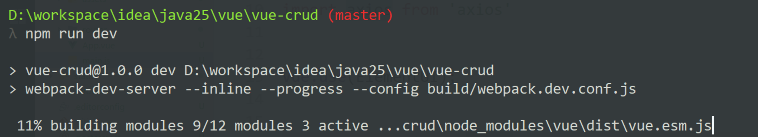 D:\workspace\idea\java25\vue\vue-crud (master)
λ npm run dev
> vue-crud@1.0.0 dev D:\workspace\idea\java25\vue\vue-crud
> webpack-dev-server --inline --progress --config build/webpack.dev.conf.js
11% building modules 9/12 modules 3 active ...crud\node_modules\vue\dist\vue.esm.js